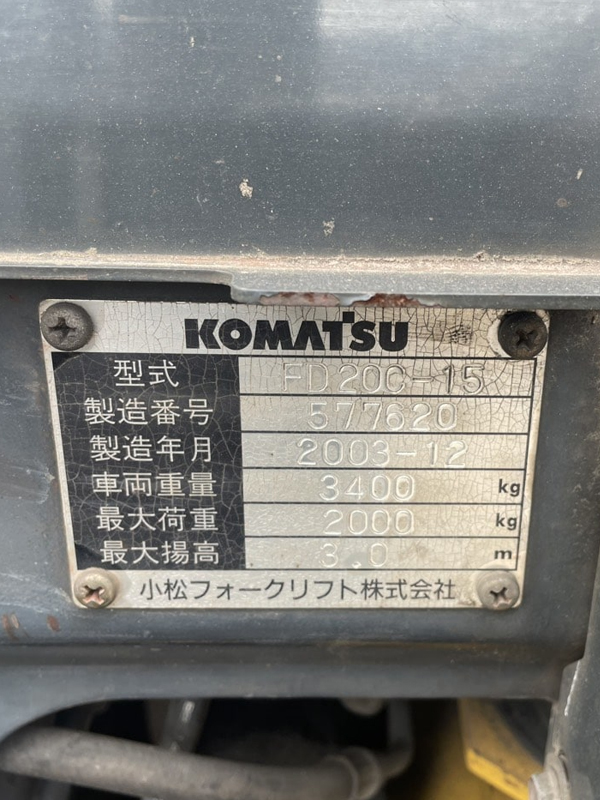 KOMATSU
型式 FD20C-15
製造番号 577620
製造年月 2003-12
車両重量 3400 kg
最大荷重 2000 kg
最大揚高 3.0 m
小松フォークリフト株式会社